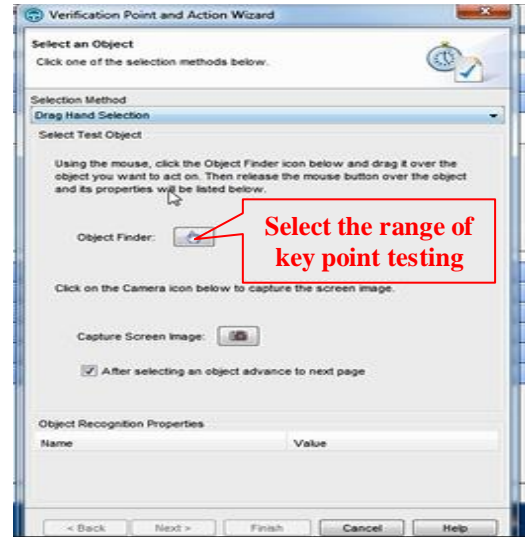 Verification Point and Action Wizard
Select an Object
Click one of the selection methods below.
Selection Method
Drag Hand Selection
Select Test Object
Using the mouse, click the Object Finder icon below and drag it over the
object you want to act on. Then release the mouse button over the object
and its properties will be listed below.
Object Finder:
Select the range of
key point testing
Click on the Camera icon below to capture the screen image.
Capture Screen Image:
After selecting an object advance to next page
Object Recognition Properties
Name Value
< Back Next > Finish Cancel Help